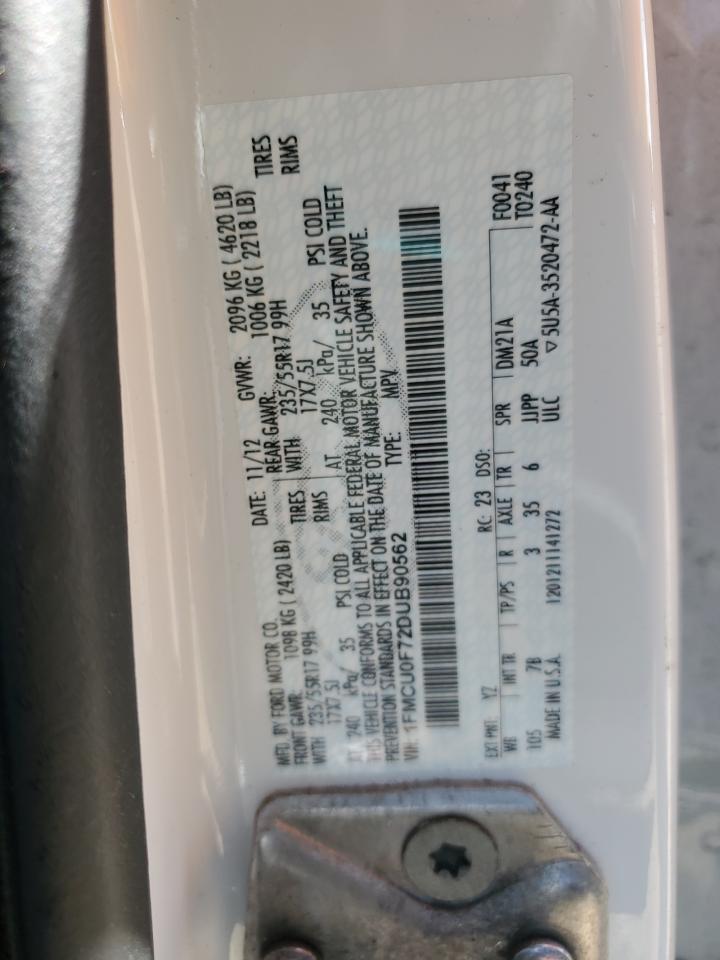 MFD. BY FORD MOTOR CO. DATE: 11/12 GVWR: 2096 KG ( 4620 LB)
FRONT GAWR: 1098 KG ( 2420 LB) REAR GAWR: 1006 KG ( 2218 LB)
WITH 235/55R17 99H TIRES WITH 235/55R17 99H TIRES
17X7.5J RIMS 17X7.5J RIMS
AT 240 kPa/ 35 PSI COLD AT 240 kPa/ 35 PSI COLD
THIS VEHICLE CONFORMS TO ALL APPLICABLE FEDERAL MOTOR VEHICLE SAFETY AND THEFT
PREVENTION STANDARDS IN EFFECT ON THE DATE OF MANUFACTURE SHOWN ABOVE.
VIN: 1FMCU0F72DUB90562 TYPE: MPV
EXT PNT: YZ RC: 23 DSO: F0041
WB INT TR TP/PS R AXLE TR SPR DM21A T0240
105 7B 3 35 6 JJPP 50A
MADE IN U.S.A. 1201211141272 ULC ▽5U5A-3520472-AA